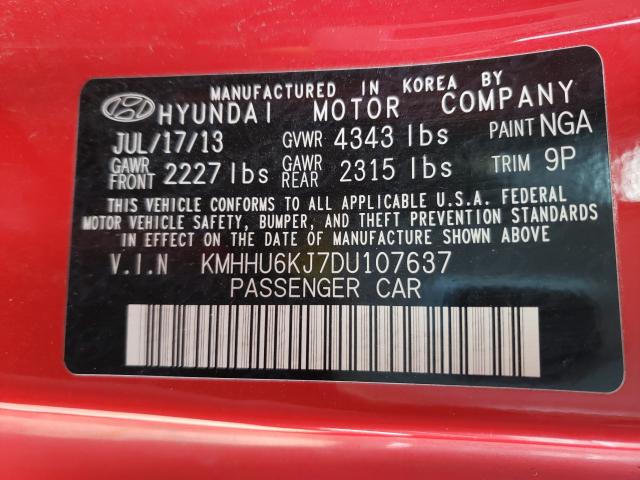 MANUFACTURED IN KOREA BY
HYUNDAI MOTOR COMPANY
JUL/17/13 GVWR 4343 lbs PAINT NGA
GAWR FRONT 2227 lbs GAWR REAR 2315 lbs TRIM 9P
THIS VEHICLE CONFORMS TO ALL APPLICABLE U.S.A. FEDERAL
MOTOR VEHICLE SAFETY, BUMPER, AND THEFT PREVENTION STANDARDS
IN EFFECT ON THE DATE OF MANUFACTURE SHOWN ABOVE
V.I.N KMHHU6KJ7DU107637
PASSENGER CAR